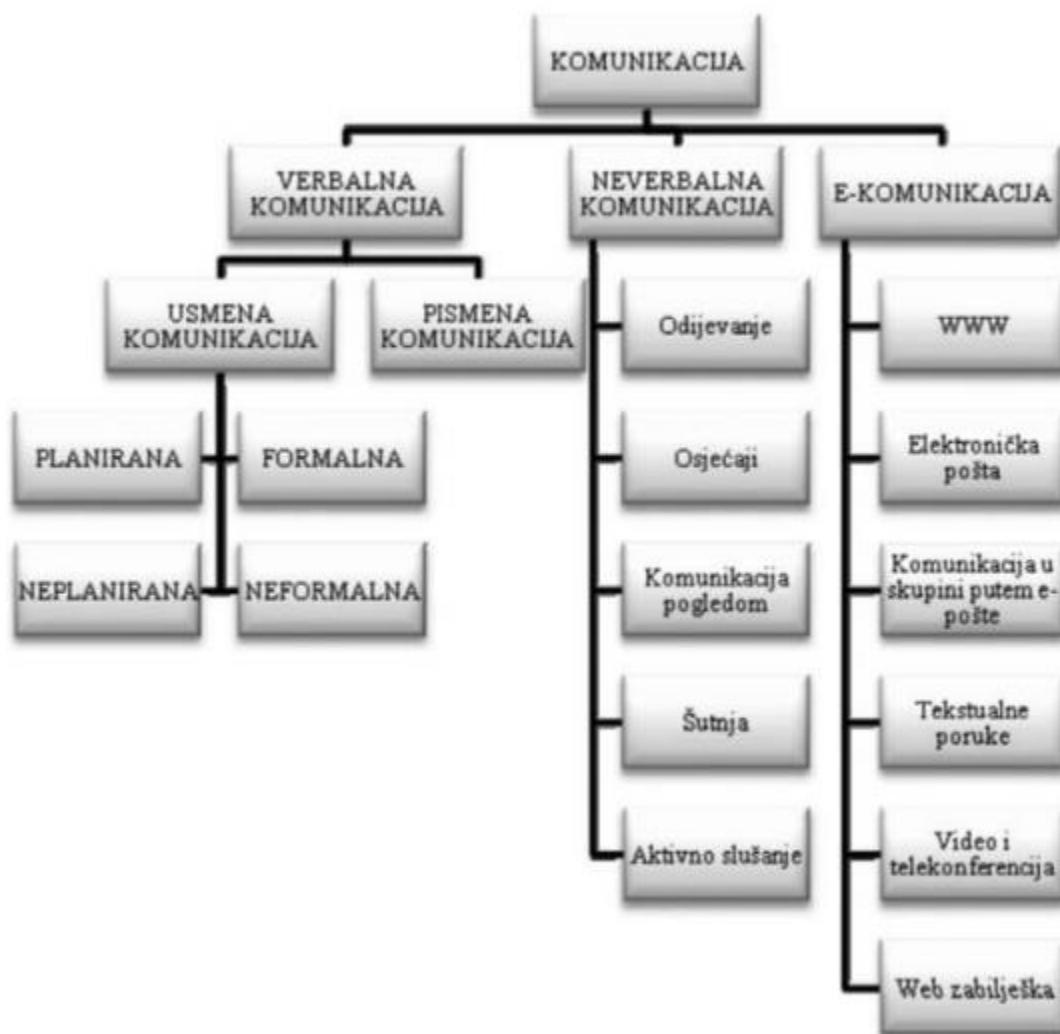 KOMUNIKACIJA
VERBALNA
KOMUNIKACIJA
NEVERBALNA
KOMUNIKACIJA
E-KOMUNIKACIJA
USMENA
KOMUNIKACIJA
PISMENA
KOMUNIKACIJA
PLANIRANA
FORMALNA
NEPLANIRANA
NEFORMALNA
Odijevanje
Osjećaji
Komunikacija
pogledom
Šutnja
Aktivno slušanje
WWW
Elektronička
pošta
Komunikacija u
skupini putem e-
pošte
Tekstualne
poruke
Video i
telekonferencija
Web zabilješka